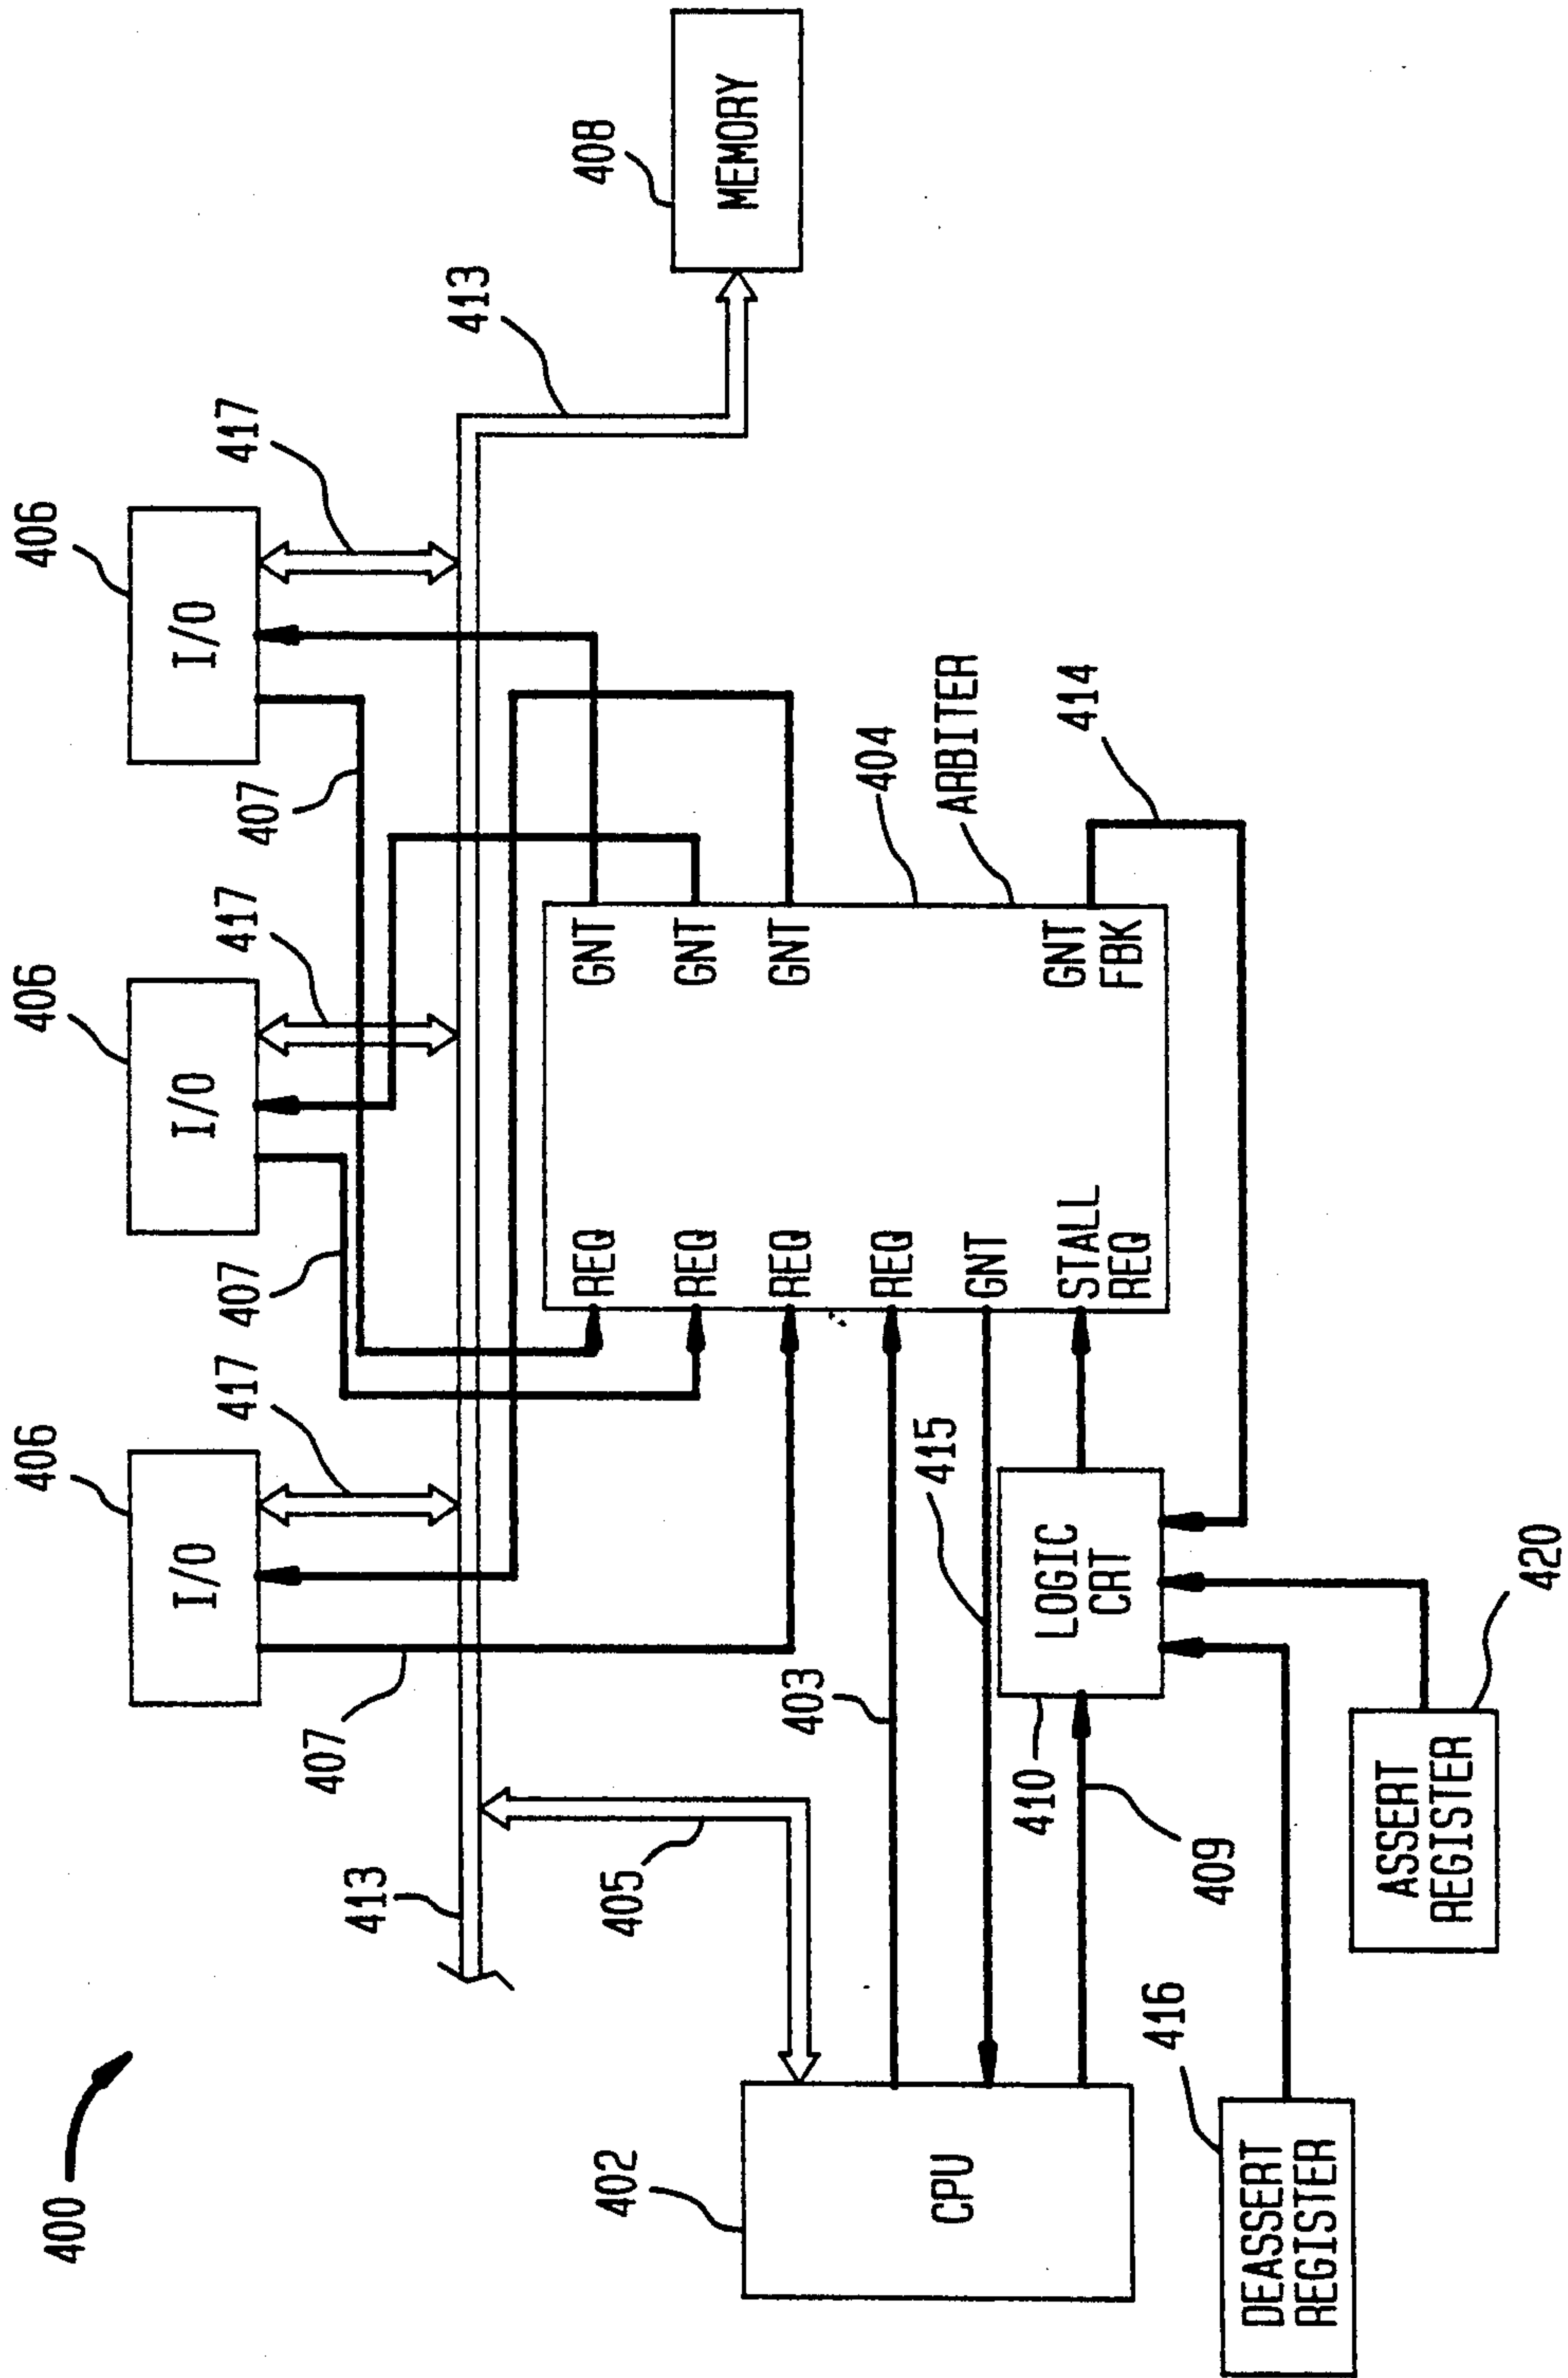 400
406
406
406
I/O
I/O
I/O
407
417
407
417
407
417
413
413
408
MEMORY
405
402
CPU
403
415
REQ
REQ
REQ
REQ
GNT
STALL
REQ
GNT
GNT
GNT
GNT
FBK
404
ARBITER
414
410
LOGIC
CRT
409
416
DEASSERT
REGISTER
ASSERT
REGISTER
420